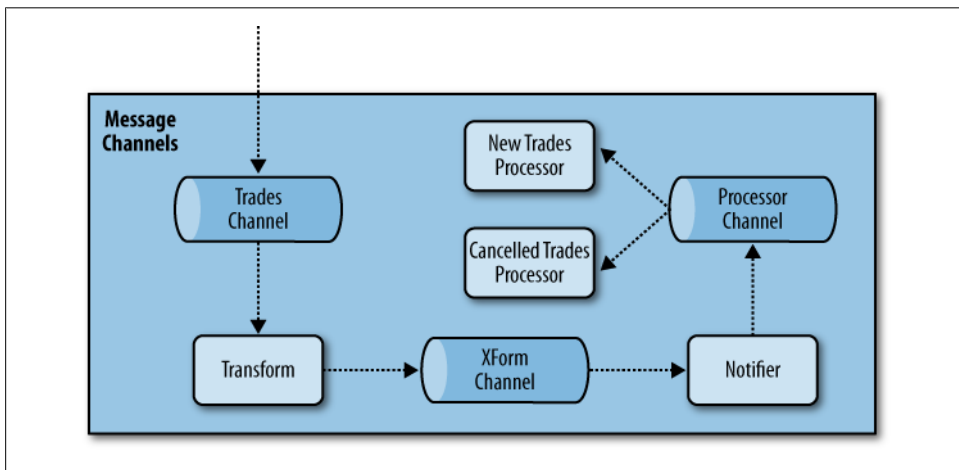 Message
Channels
Trades
Channel
Transform
XForm
Channel
Notifier
Processor
Channel
New Trades
Processor
Cancelled Trades
Processor